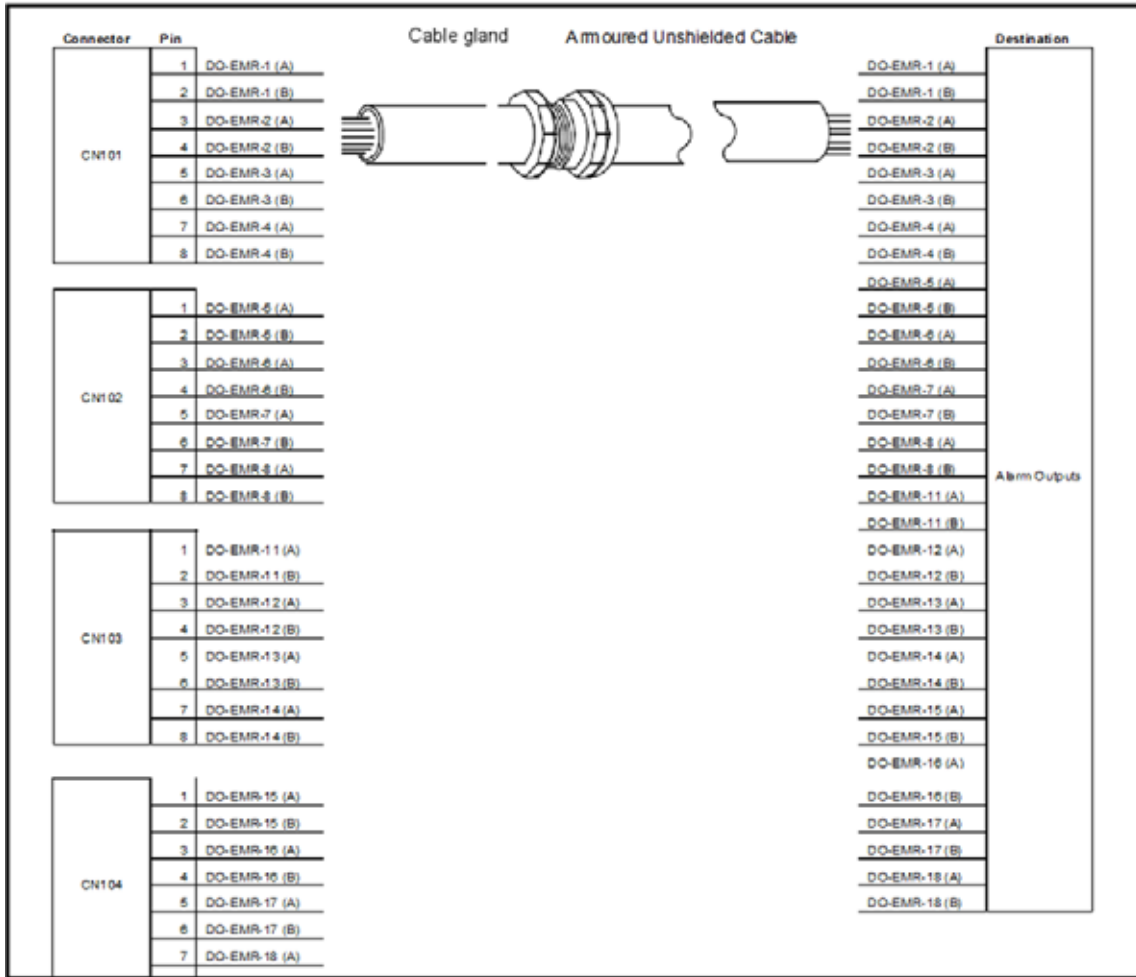 Cable gland
Armoured Unshielded Cable
Connector
Pin
CN101
1 DO-EMR-1 (A)
2 DO-EMR-1 (B)
3 DO-EMR-2 (A)
4 DO-EMR-2 (B)
5 DO-EMR-3 (A)
6 DO-EMR-3 (B)
7 DO-EMR-4 (A)
8 DO-EMR-4 (B)
CN102
1 DO-EMR-5 (A)
2 DO-EMR-5 (B)
3 DO-EMR-6 (A)
4 DO-EMR-6 (B)
5 DO-EMR-7 (A)
6 DO-EMR-7 (B)
7 DO-EMR-8 (A)
8 DO-EMR-8 (B)
CN103
1 DO-EMR-11 (A)
2 DO-EMR-11 (B)
3 DO-EMR-12 (A)
4 DO-EMR-12 (B)
5 DO-EMR-13 (A)
6 DO-EMR-13 (B)
7 DO-EMR-14 (A)
8 DO-EMR-14 (B)
CN104
1 DO-EMR-15 (A)
2 DO-EMR-15 (B)
3 DO-EMR-16 (A)
4 DO-EMR-16 (B)
5 DO-EMR-17 (A)
6 DO-EMR-17 (B)
7 DO-EMR-18 (A)
Destination
DO-EMR-1 (A)
DO-EMR-1 (B)
DO-EMR-2 (A)
DO-EMR-2 (B)
DO-EMR-3 (A)
DO-EMR-3 (B)
DO-EMR-4 (A)
DO-EMR-4 (B)
DO-EMR-5 (A)
DO-EMR-5 (B)
DO-EMR-6 (A)
DO-EMR-6 (B)
DO-EMR-7 (A)
DO-EMR-7 (B)
DO-EMR-8 (A)
DO-EMR-8 (B)
DO-EMR-11 (A)
DO-EMR-11 (B)
DO-EMR-12 (A)
DO-EMR-12 (B)
DO-EMR-13 (A)
DO-EMR-13 (B)
DO-EMR-14 (A)
DO-EMR-14 (B)
DO-EMR-15 (A)
DO-EMR-15 (B)
DO-EMR-16 (A)
DO-EMR-16 (B)
DO-EMR-17 (A)
DO-EMR-17 (B)
DO-EMR-18 (A)
DO-EMR-18 (B)
Alarm Outputs